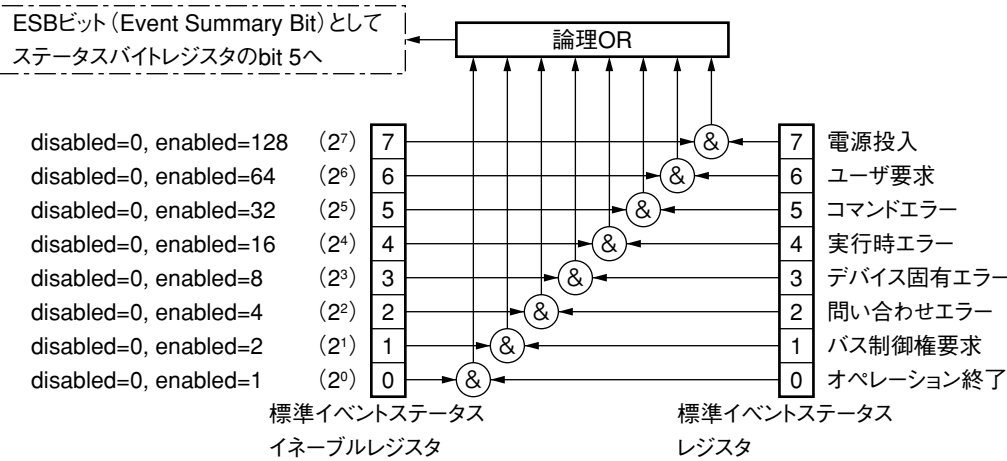 ESBビット（Event Summary Bit）として
ステータスバイトレジスタのbit 5へ
論理OR
disabled=0, enabled=128 （2⁷） 7 & 7 電源投入
disabled=0, enabled=64 （2⁶） 6 & 6 ユーザ要求
disabled=0, enabled=32 （2⁵） 5 & 5 コマンドエラー
disabled=0, enabled=16 （2⁴） 4 & 4 実行時エラー
disabled=0, enabled=8 （2³） 3 & 3 デバイス固有エラー
disabled=0, enabled=4 （2²） 2 & 2 問い合わせエラー
disabled=0, enabled=2 （2¹） 1 & 1 バス制御権要求
disabled=0, enabled=1 （2⁰） 0 & 0 オペレーション終了
標準イベントステータス
イネーブルレジスタ
標準イベントステータス
レジスタ